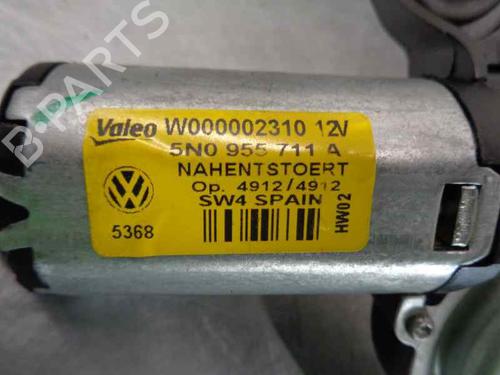 Valeo W000002310 12V
5N0 955 711 A
NAHENTSTOERT
Op. 4912/4912
SW4 SPAIN
HW02
5368
B-PARTS